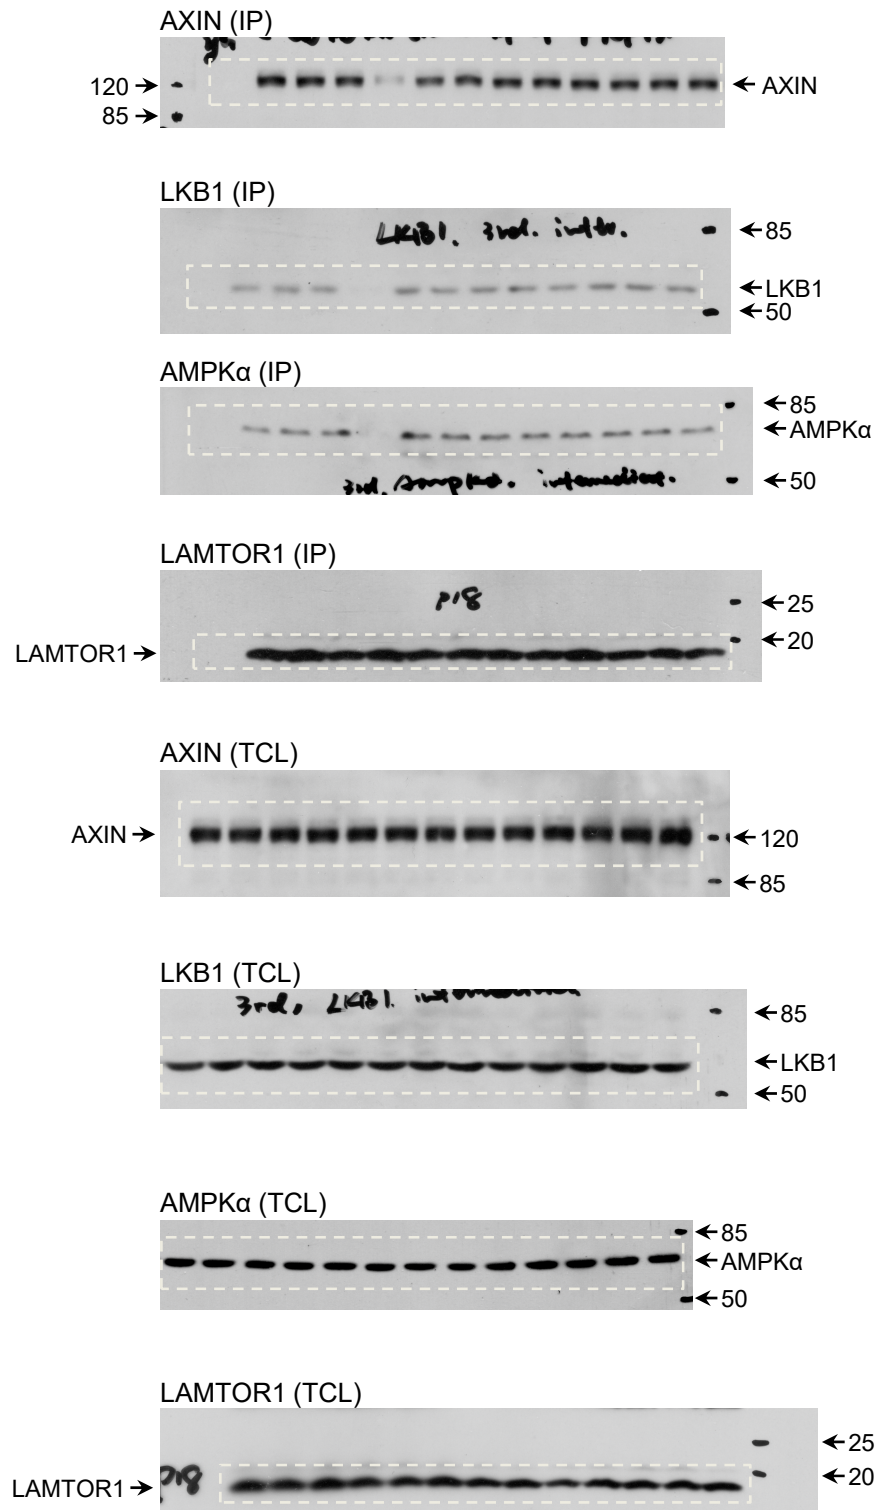 AXIN (IP)
120 → ← AXIN
85 →
LKB1 (IP)
LKB1. 3rd.
← 85
← LKB1
← 50
AMPKα (IP)
← 85
← AMPKα
3rd. AMPKα.
← 50
LAMTOR1 (IP)
p18
← 25
← 20
LAMTOR1 →
AXIN (TCL)
AXIN → ← 120
← 85
LKB1 (TCL)
3rd, LKB1.
← 85
← LKB1
← 50
AMPKα (TCL)
← 85
← AMPKα
← 50
LAMTOR1 (TCL)
← 25
p18 ← 20
LAMTOR1 →